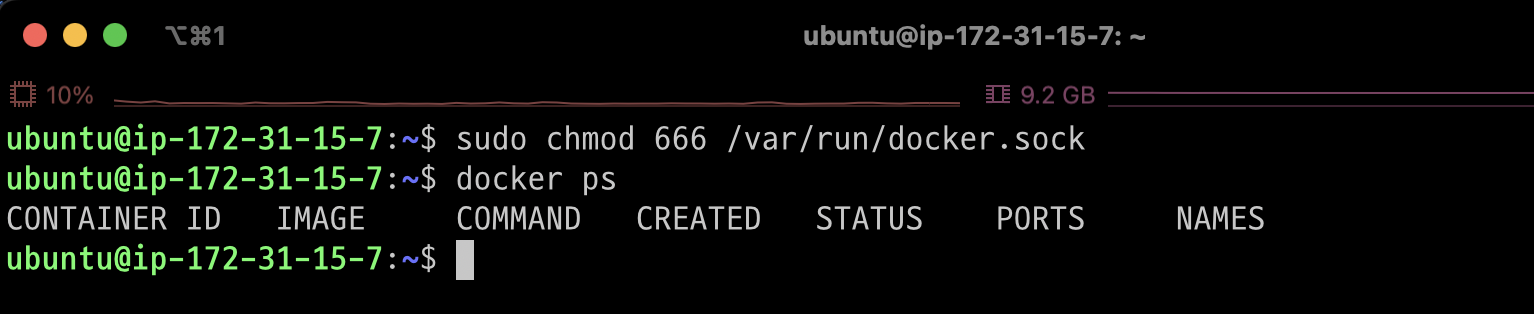 ⌥⌘1 ubuntu@ip-172-31-15-7: ~
10% 9.2 GB
ubuntu@ip-172-31-15-7:~$ sudo chmod 666 /var/run/docker.sock
ubuntu@ip-172-31-15-7:~$ docker ps
CONTAINER ID   IMAGE     COMMAND   CREATED   STATUS    PORTS     NAMES
ubuntu@ip-172-31-15-7:~$